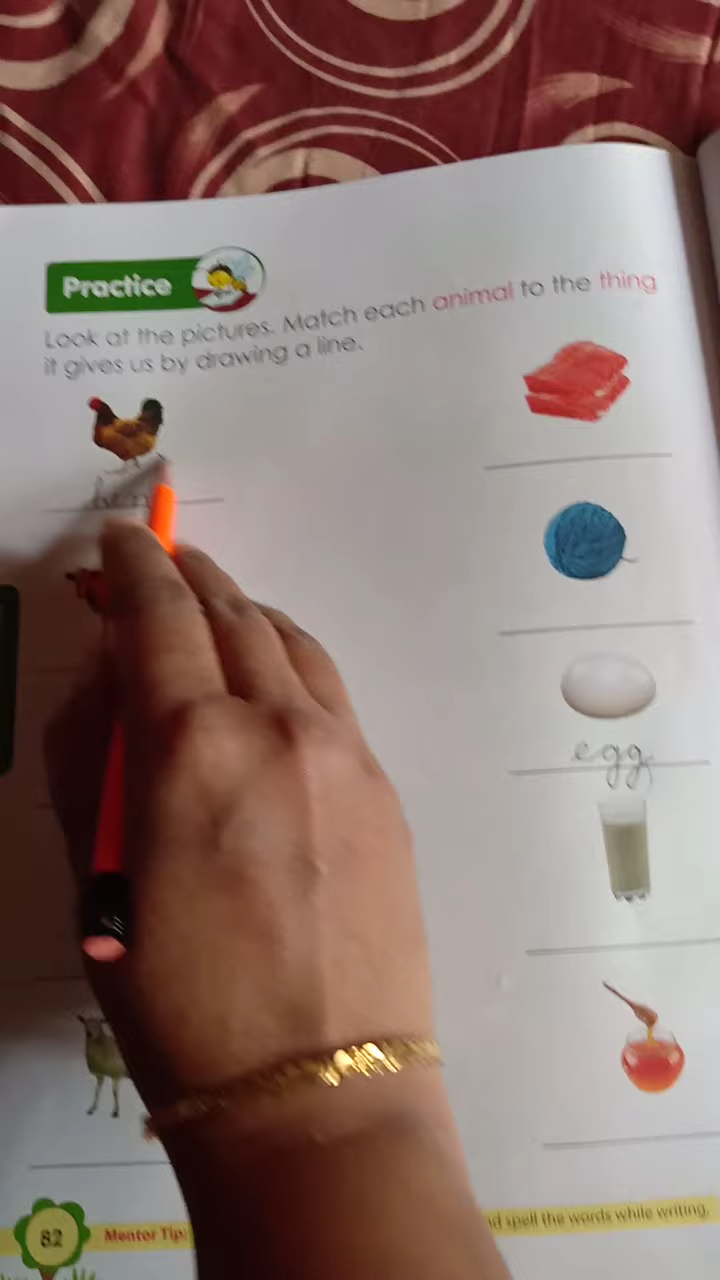 Practice
Look at the pictures. Match each animal to the thing
it gives us by drawing a line.
hen
egg
82
Mentor Tip:
spell the words while writing.